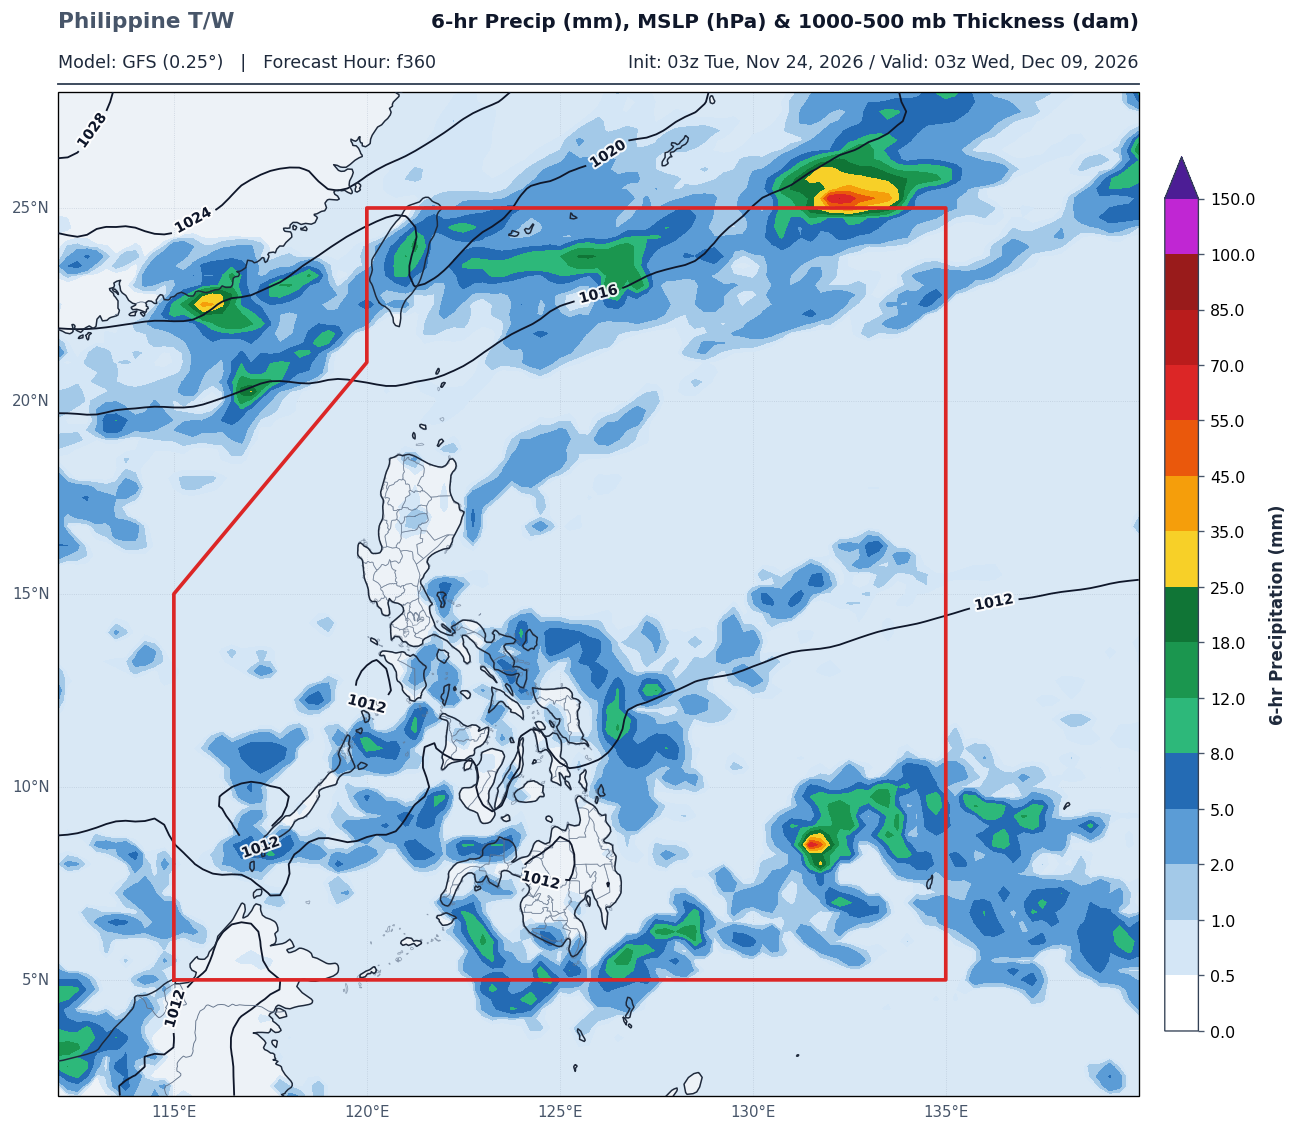 Philippine T/W
6-hr Precip (mm), MSLP (hPa) & 1000-500 mb Thickness (dam)
Model: GFS (0.25°) | Forecast Hour: f360
Init: 03z Tue, Nov 24, 2026 / Valid: 03z Wed, Dec 09, 2026
1028
1020
1024
1016
1012
1012
1012
1012
1012
25°N
20°N
15°N
10°N
5°N
115°E
120°E
125°E
130°E
135°E
150.0
100.0
85.0
70.0
55.0
45.0
35.0
25.0
18.0
12.0
8.0
5.0
2.0
1.0
0.5
0.0
6-hr Precipitation (mm)